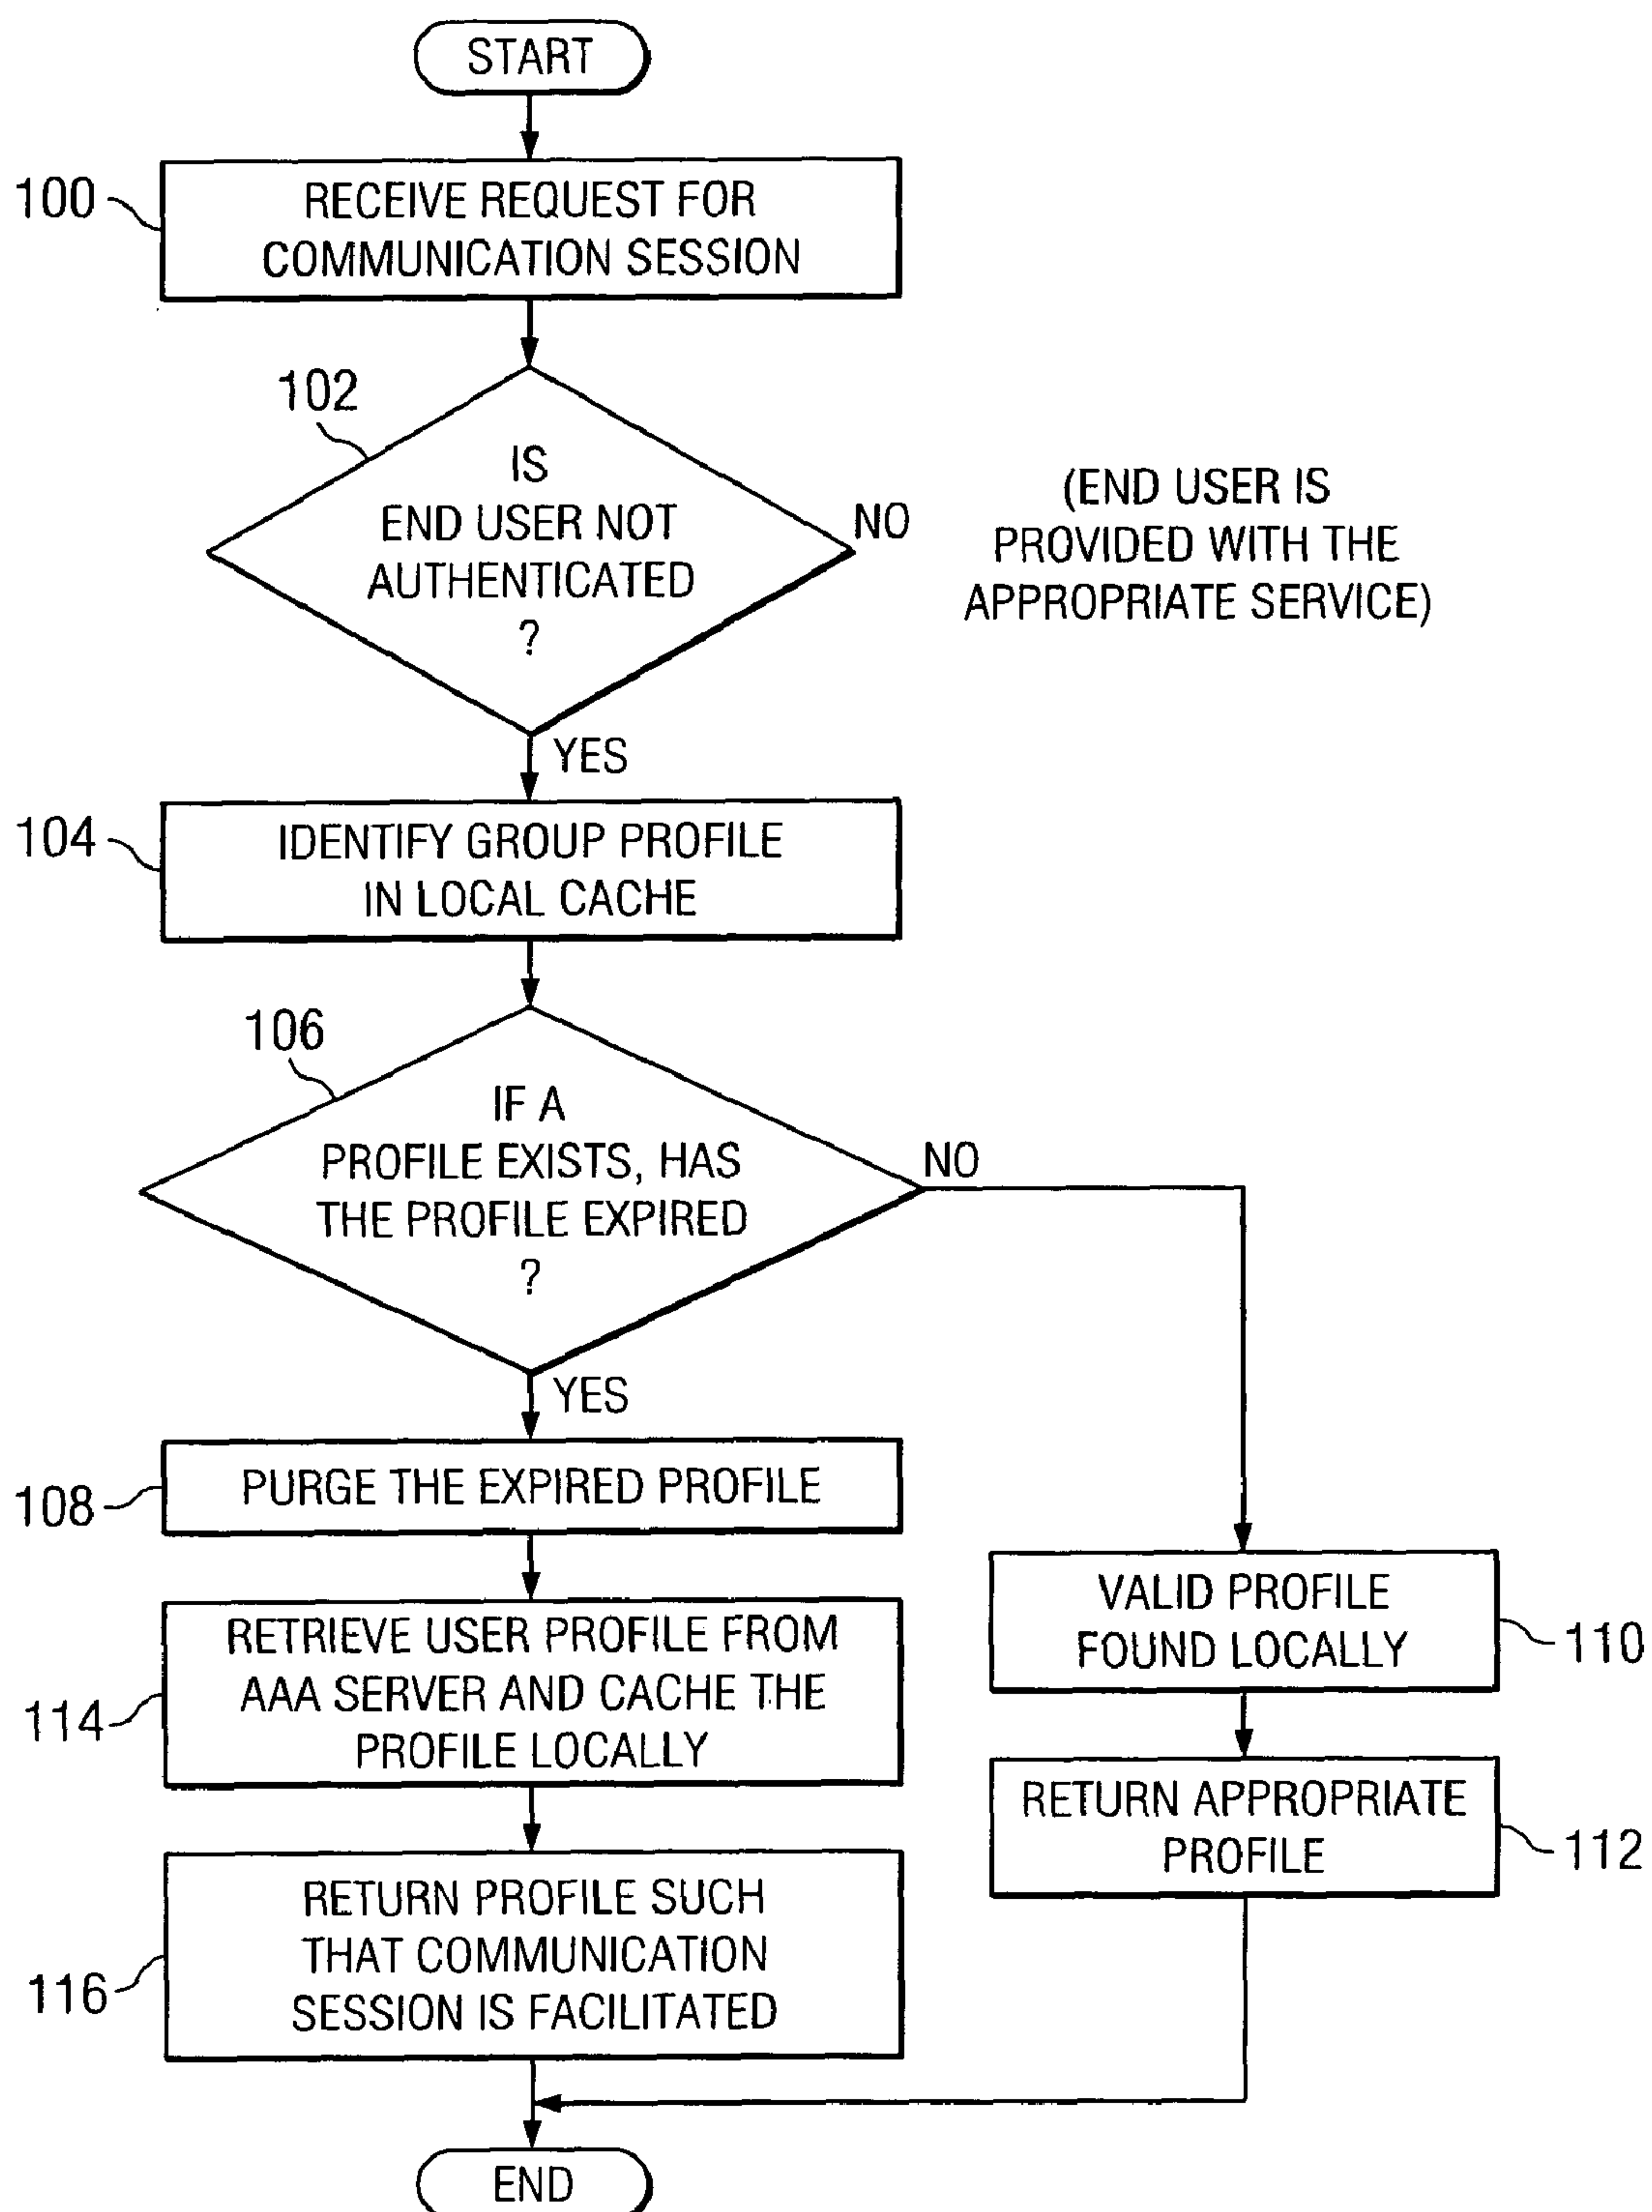 START
100
RECEIVE REQUEST FOR
COMMUNICATION SESSION
102
IS
END USER NOT
AUTHENTICATED
?
NO
(END USER IS
PROVIDED WITH THE
APPROPRIATE SERVICE)
YES
104
IDENTIFY GROUP PROFILE
IN LOCAL CACHE
106
IF A
PROFILE EXISTS, HAS
THE PROFILE EXPIRED
?
NO
YES
108
PURGE THE EXPIRED PROFILE
VALID PROFILE
FOUND LOCALLY
110
114
RETRIEVE USER PROFILE FROM
AAA SERVER AND CACHE THE
PROFILE LOCALLY
RETURN APPROPRIATE
PROFILE
112
116
RETURN PROFILE SUCH
THAT COMMUNICATION
SESSION IS FACILITATED
END